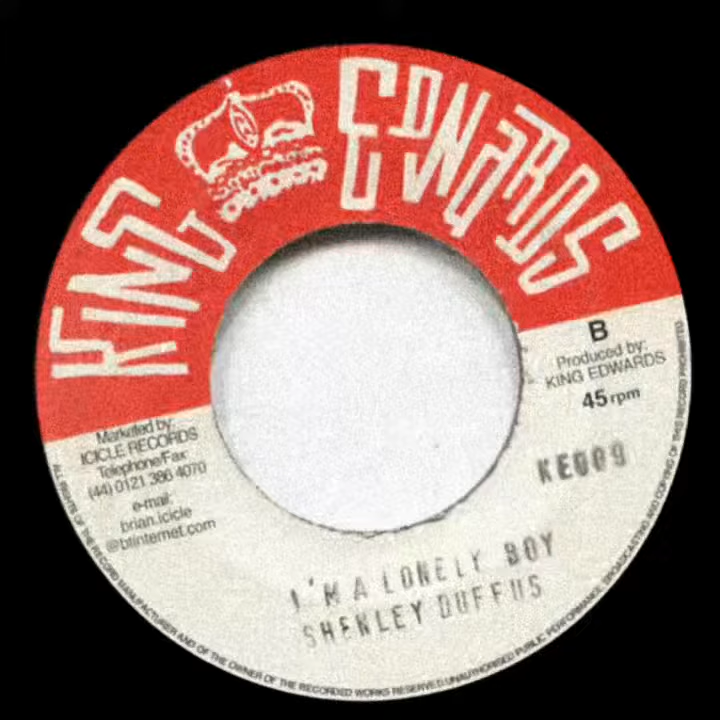 KING EDWARDS
B
Produced by:
KING EDWARDS
45 rpm
Marketed by:
ICICLE RECORDS
Telephone/Fax
(44) 0121 386 4070
e-mail:
brian.icicle
@btinternet.com
KE009
I'M A LONELY BOY
SHENLEY DUFFUS
ALL RIGHTS OF THE RECORD MANUFACTURER AND OF THE OWNER OF THE RECORDED WORKS RESERVED.UNAUTHORISED PUBLIC PERFORMANCE, BROADCASTING AND COPYING OF THIS RECORD PROHIBITED